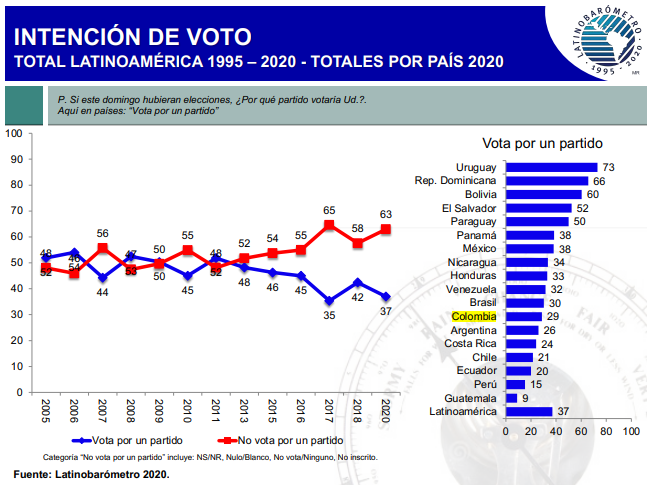 INTENCIÓN DE VOTO
TOTAL LATINOAMÉRICA 1995 – 2020 - TOTALES POR PAÍS 2020
LATINOBARÓMETRO
• 1995 - 2020 •
MR
P. Si este domingo hubieran elecciones, ¿Por qué partido votaría Ud.?.
Aquí en países: “Vota por un partido”
100
90
80
70
60
50
40
30
20
10
0
48 46 56 47 50 55 48 52 54 55 65 58 63
52 54 44 53 50 45 52 48 46 45 35 42 37
2005 2006 2007 2008 2009 2010 2011 2013 2015 2016 2017 2018 2020
Vota por un partido No vota por un partido
Vota por un partido
Uruguay 73
Rep. Dominicana 66
Bolivia 60
El Salvador 52
Paraguay 50
Panamá 38
México 38
Nicaragua 34
Honduras 33
Venezuela 32
Brasil 30
Colombia 29
Argentina 26
Costa Rica 24
Chile 21
Ecuador 20
Perú 15
Guatemala 9
Latinoamérica 37
0 20 40 60 80 100
Categoría “No vota por un partido” incluye: NS/NR, Nulo/Blanco, No vota/Ninguno, No inscrito.
Fuente: Latinobarómetro 2020.